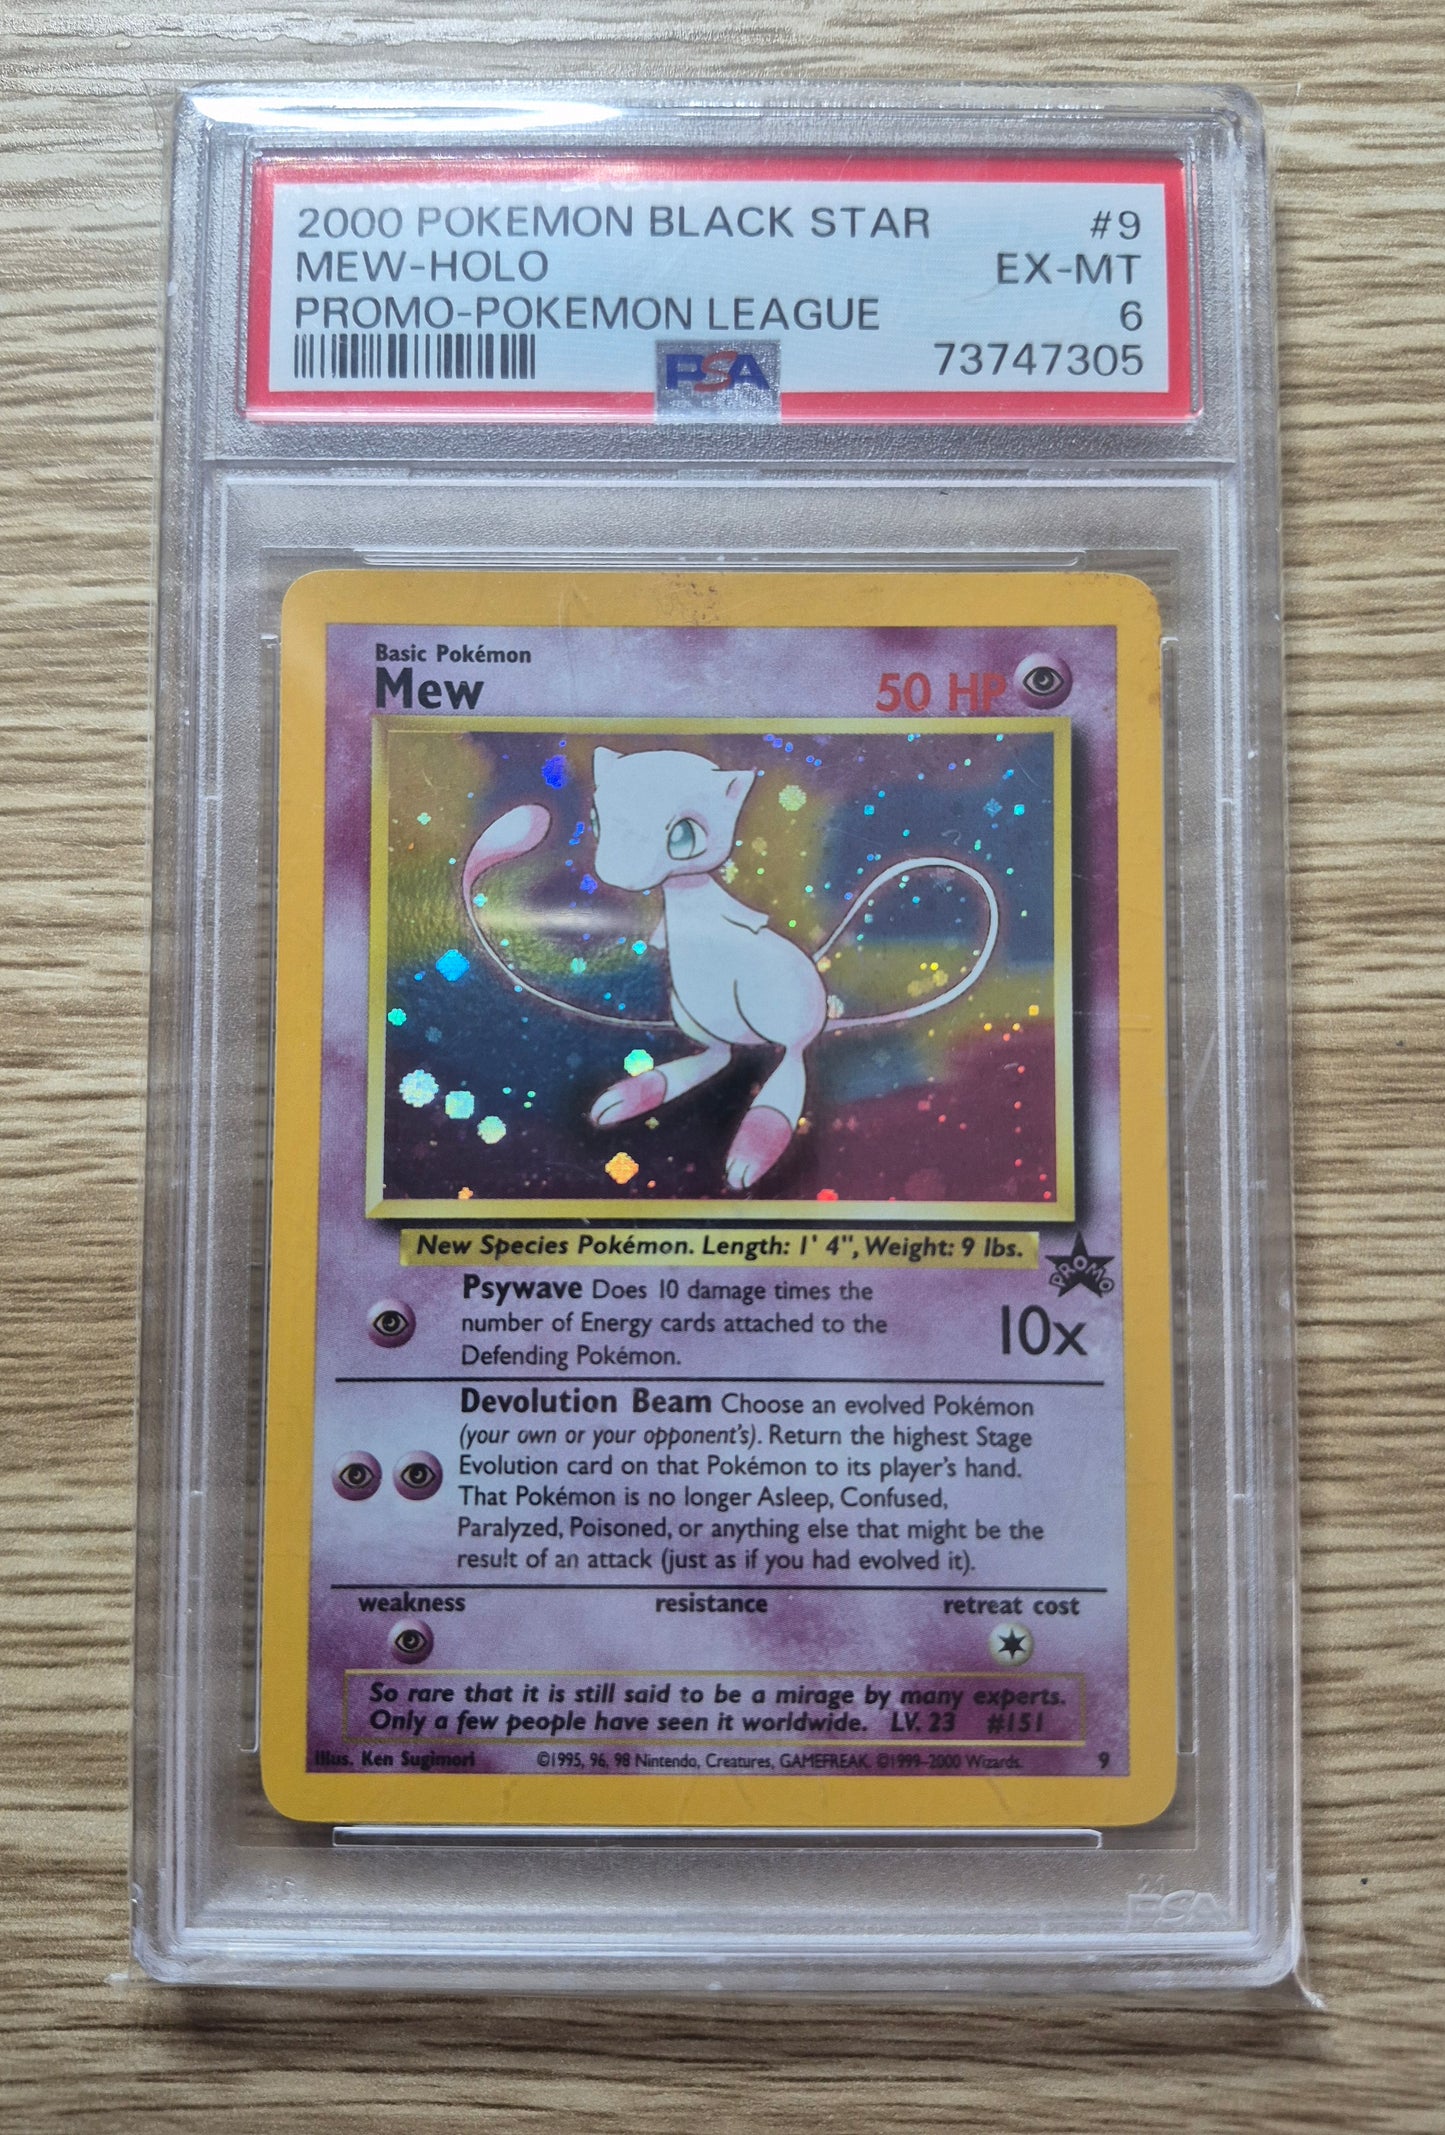 2000 POKEMON BLACK STAR #9
MEW-HOLO EX-MT
PROMO-POKEMON LEAGUE 6
PSA 73747305
Basic Pokémon
Mew 50 HP
New Species Pokémon. Length: 1' 4", Weight: 9 lbs.
PROMO
Psywave Does 10 damage times the
number of Energy cards attached to the
Defending Pokémon.
10x
Devolution Beam Choose an evolved Pokémon
(your own or your opponent's). Return the highest Stage
Evolution card on that Pokémon to its player's hand.
That Pokémon is no longer Asleep, Confused,
Paralyzed, Poisoned, or anything else that might be the
result of an attack (just as if you had evolved it).
weakness resistance retreat cost
So rare that it is still said to be a mirage by many experts.
Only a few people have seen it worldwide. LV. 23 #151
Illus. Ken Sugimori ©1995, 96, 98 Nintendo, Creatures, GAMEFREAK. ©1999–2000 Wizards. 9
PSA